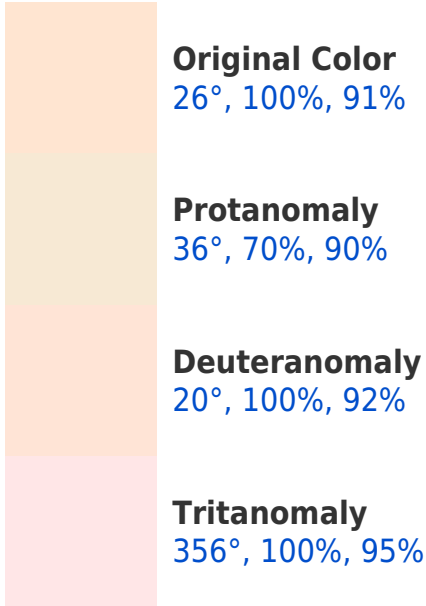 Original Color
26°, 100%, 91%
Protanomaly
36°, 70%, 90%
Deuteranomaly
20°, 100%, 92%
Tritanomaly
356°, 100%, 95%